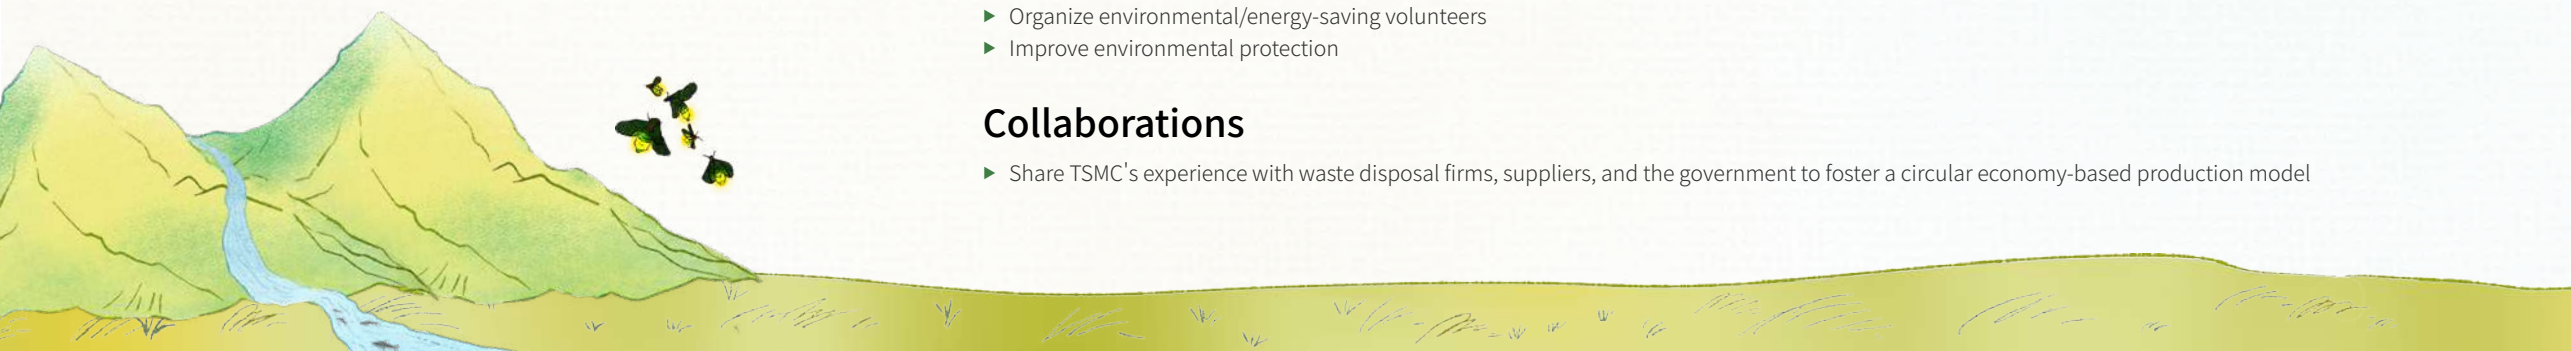 Organize environmental/energy-saving volunteers
Improve environmental protection
Collaborations
Share TSMC's experience with waste disposal firms, suppliers, and the government to foster a circular economy-based production model